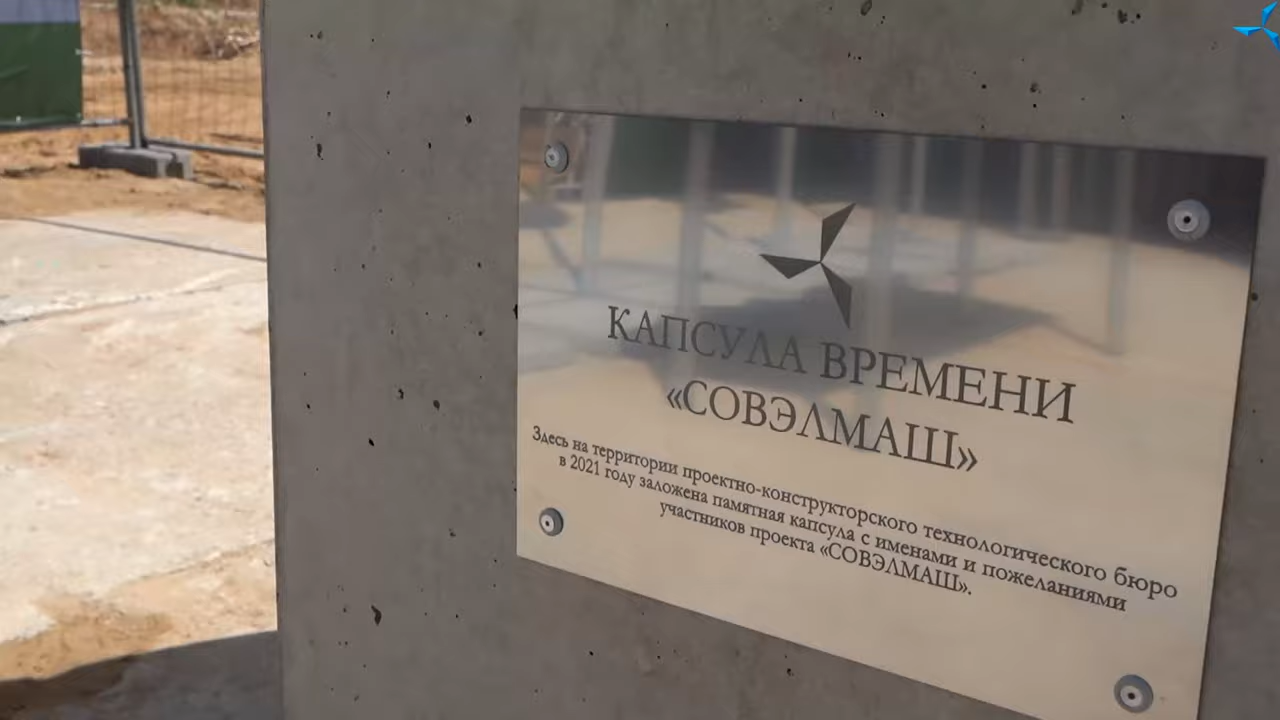 КАПСУЛА ВРЕМЕНИ
«СОВЭЛМАШ»
Здесь на территории проектно-конструкторского технологического бюро
в 2021 году заложена памятная капсула с именами и пожеланиями
участников проекта «СОВЭЛМАШ».